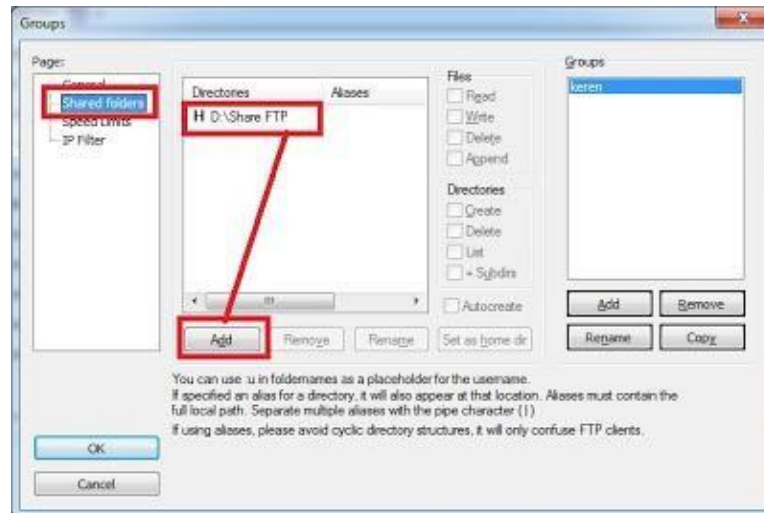 Groups
Page:
General
Shared folders
Speed Limits
IP Filter
Directories Aliases
H D:\Share FTP
Add Remove Rename Set as home dir
Files
Read
Write
Delete
Append
Directories
Create
Delete
List
+ Subdirs
Autocreate
Groups
keren
Add Remove
Rename Copy
You can use :u in foldernames as a placeholder for the username.
If specified an alias for a directory, it will also appear at that location. Aliases must contain the
full local path. Separate multiple aliases with the pipe character (|)
If using aliases, please avoid cyclic directory structures, it will only confuse FTP clients.
OK
Cancel